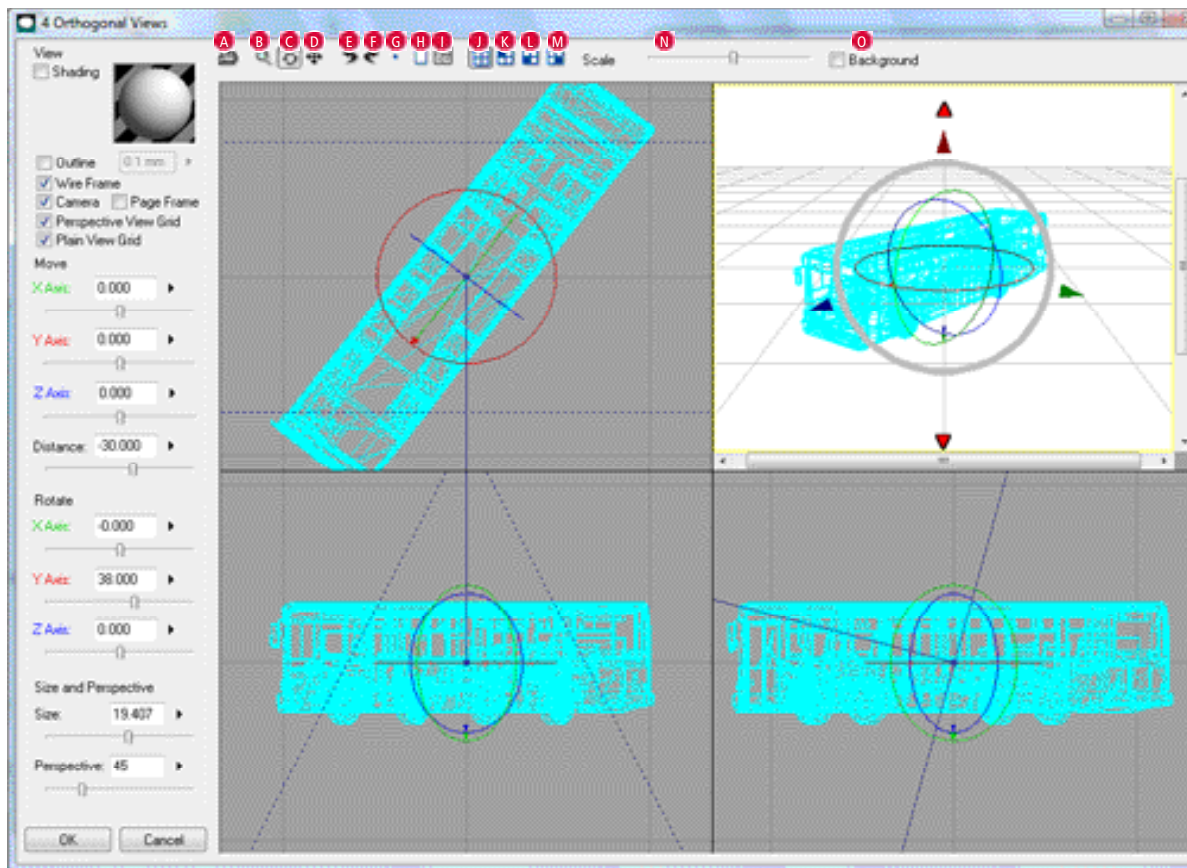 4 Orthogonal Views
View
Shading
A B C D E F G H I J K L M N O
Scale
Background
Outline 0.1 mm
Wire Frame
Camera Page Frame
Perspective View Grid
Plain View Grid
Move
X Axis: 0.000
Y Axis: 0.000
Z Axis: 0.000
Distance: -30.000
Rotate
X Axis: -0.000
Y Axis: 38.000
Z Axis: 0.000
Size and Perspective
Size: 19.407
Perspective: 45
OK Cancel